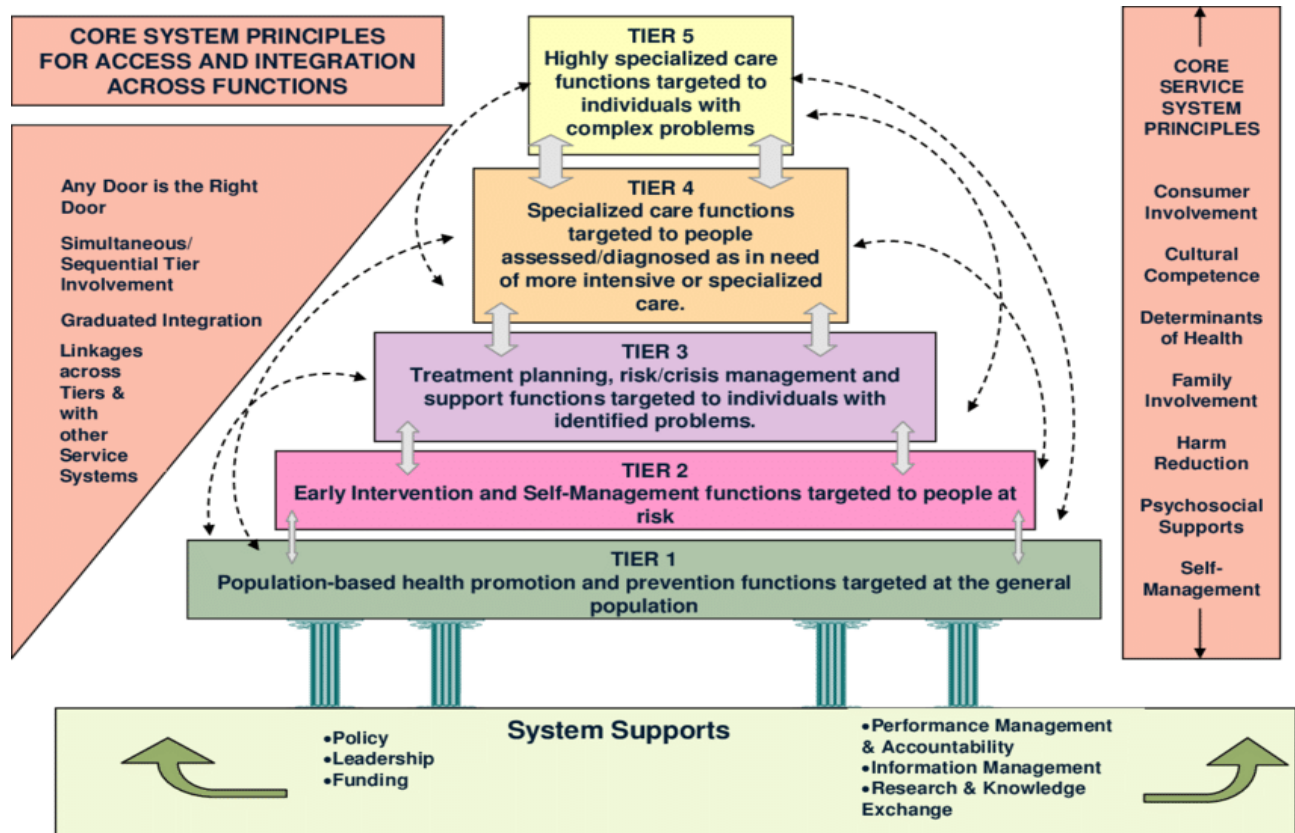 CORE SYSTEM PRINCIPLES
FOR ACCESS AND INTEGRATION
ACROSS FUNCTIONS
Any Door is the Right
Door
Simultaneous/
Sequential Tier
Involvement
Graduated Integration
Linkages
across
Tiers &
with
other
Service
Systems
TIER 5
Highly specialized care
functions targeted to
individuals with
complex problems
TIER 4
Specialized care functions
targeted to people
assessed/diagnosed as in need
of more intensive or specialized
care.
TIER 3
Treatment planning, risk/crisis management and
support functions targeted to individuals with
identified problems.
TIER 2
Early Intervention and Self-Management functions targeted to people at
risk
TIER 1
Population-based health promotion and prevention functions targeted at the general
population
CORE
SERVICE
SYSTEM
PRINCIPLES
Consumer
Involvement
Cultural
Competence
Determinants
of Health
Family
Involvement
Harm
Reduction
Psychosocial
Supports
Self-
Management
System Supports
•Policy
•Leadership
•Funding
•Performance Management
& Accountability
•Information Management
•Research & Knowledge
Exchange